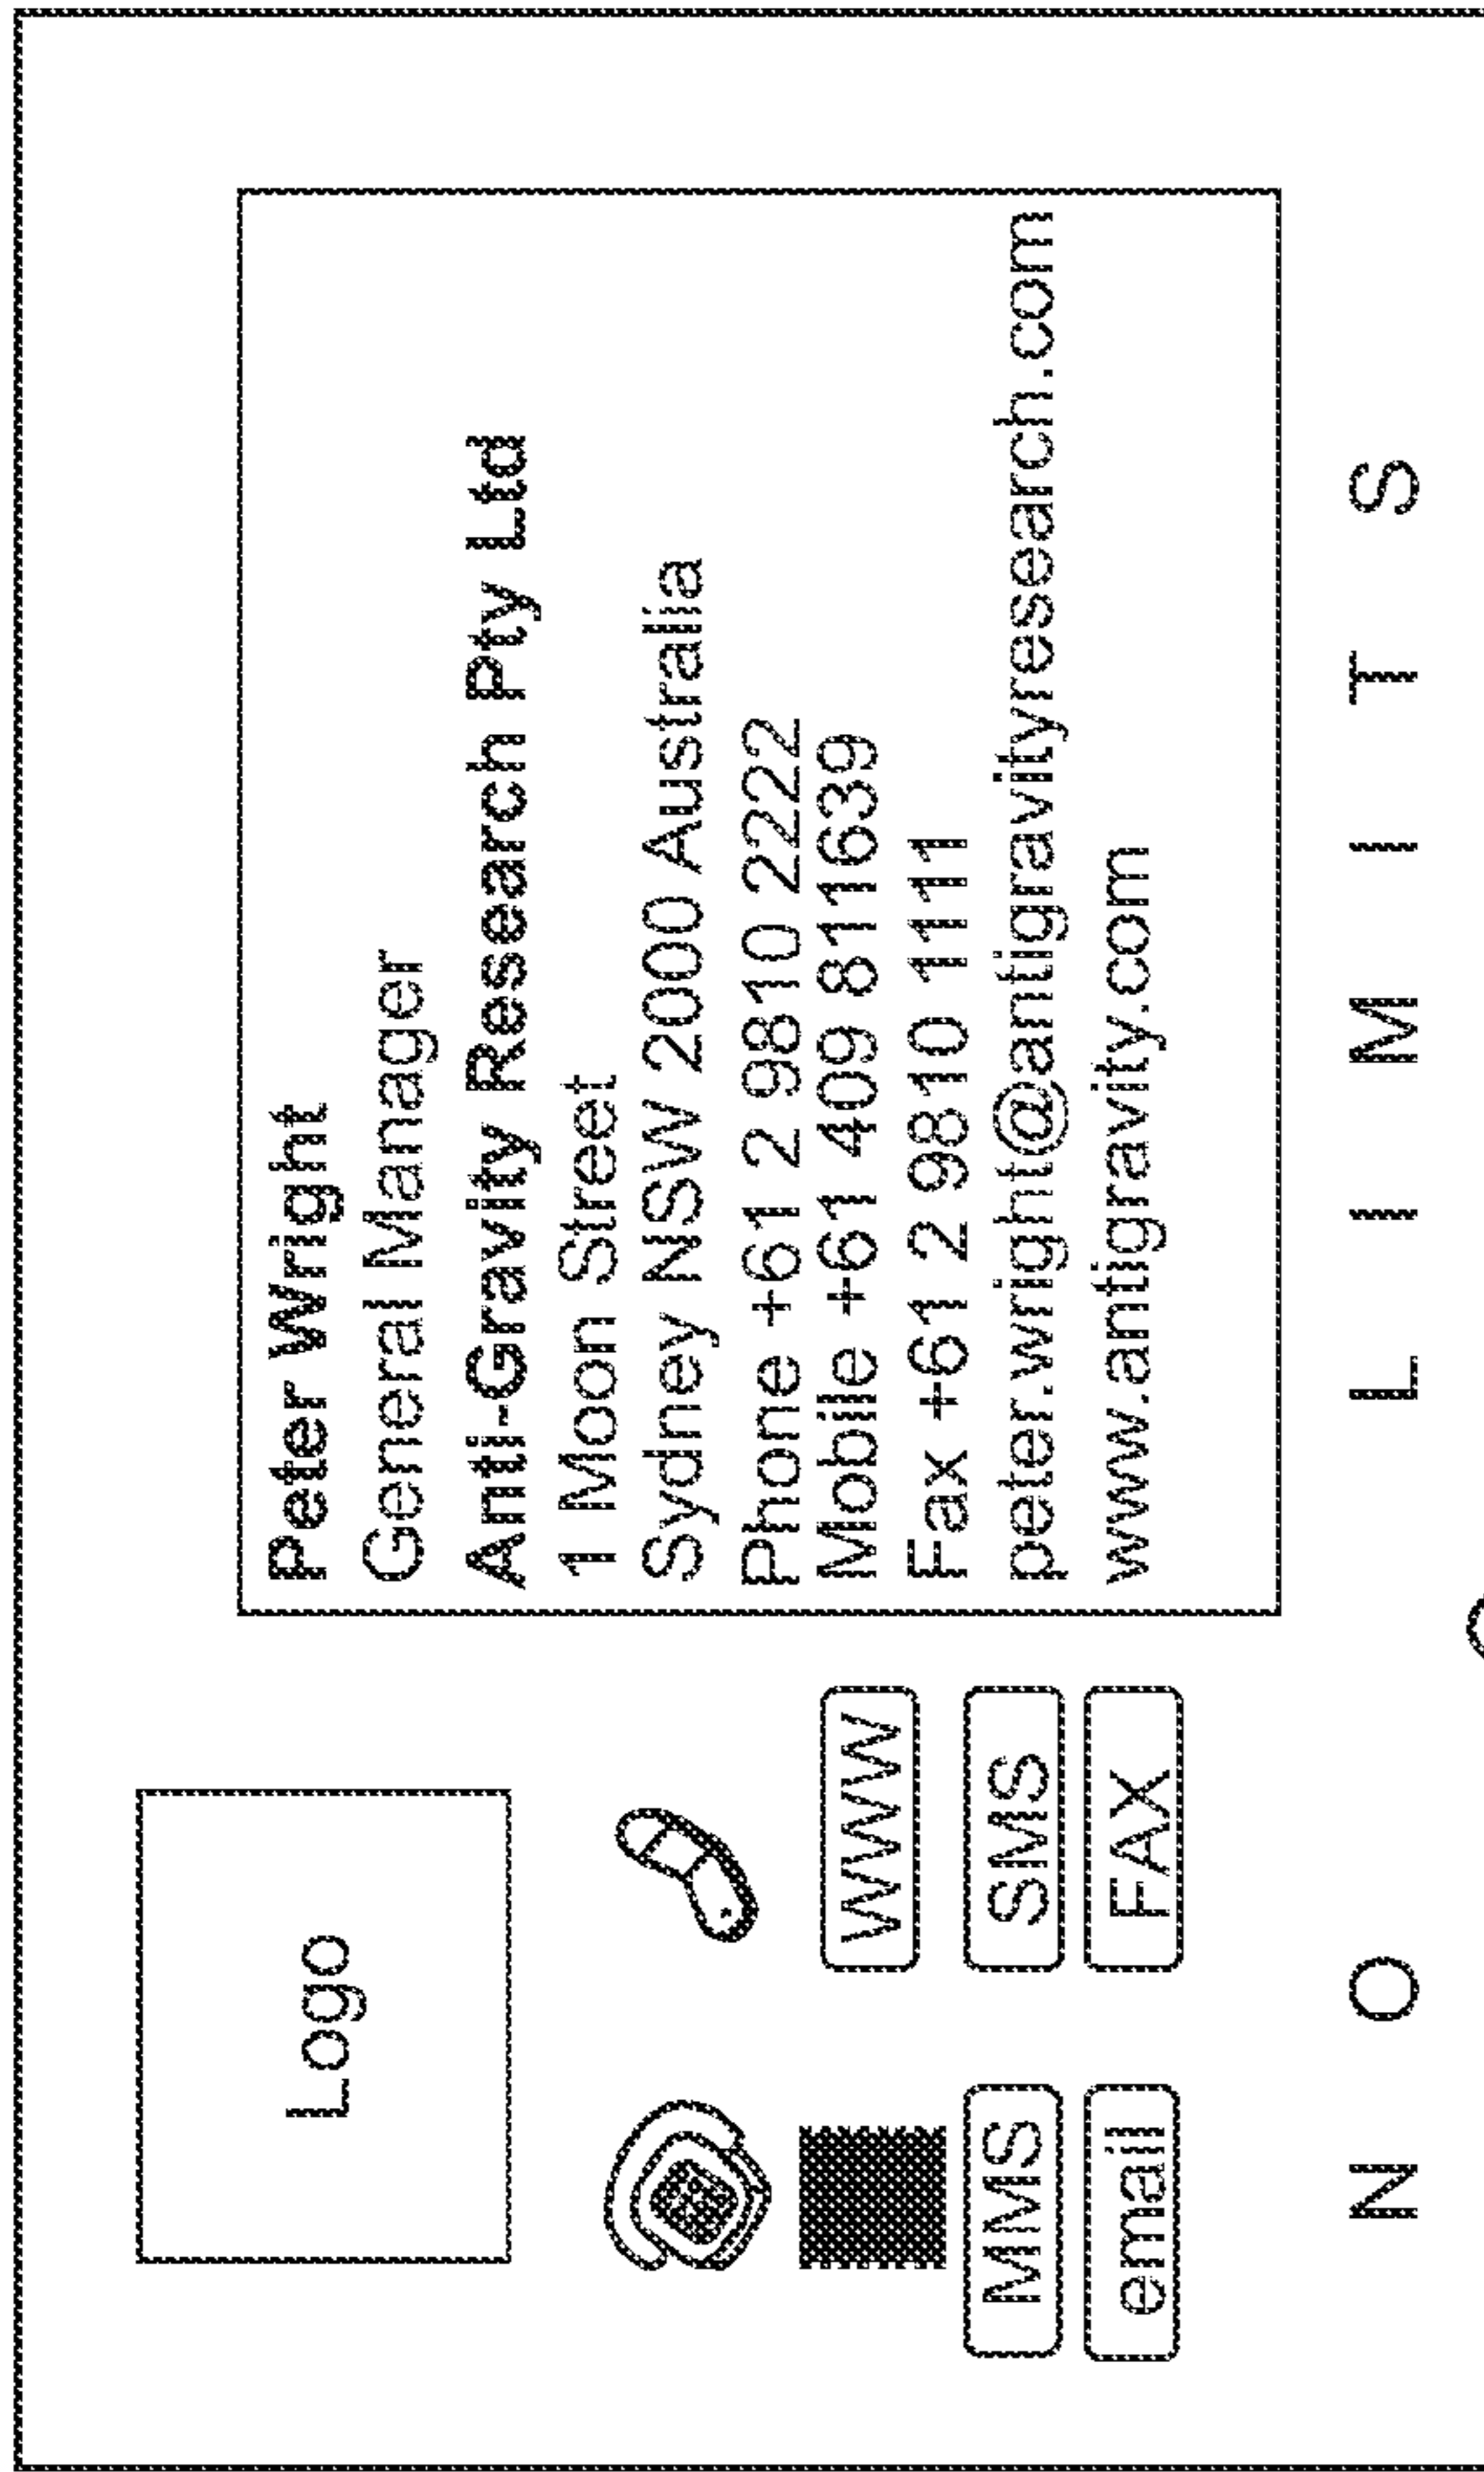 Logo
WWW
MMS
SMS
email
FAX
Peter Wright
General Manager
Anti-Gravity Research Pty Ltd
1 Moon Street
Sydney NSW 2000 Australia
Phone +61 2 9810 2222
Mobile +61 409 811639
Fax +61 2 9810 1111
peter.wright@antigravityresearch.com
www.antigravity.com
N O L I M I T S